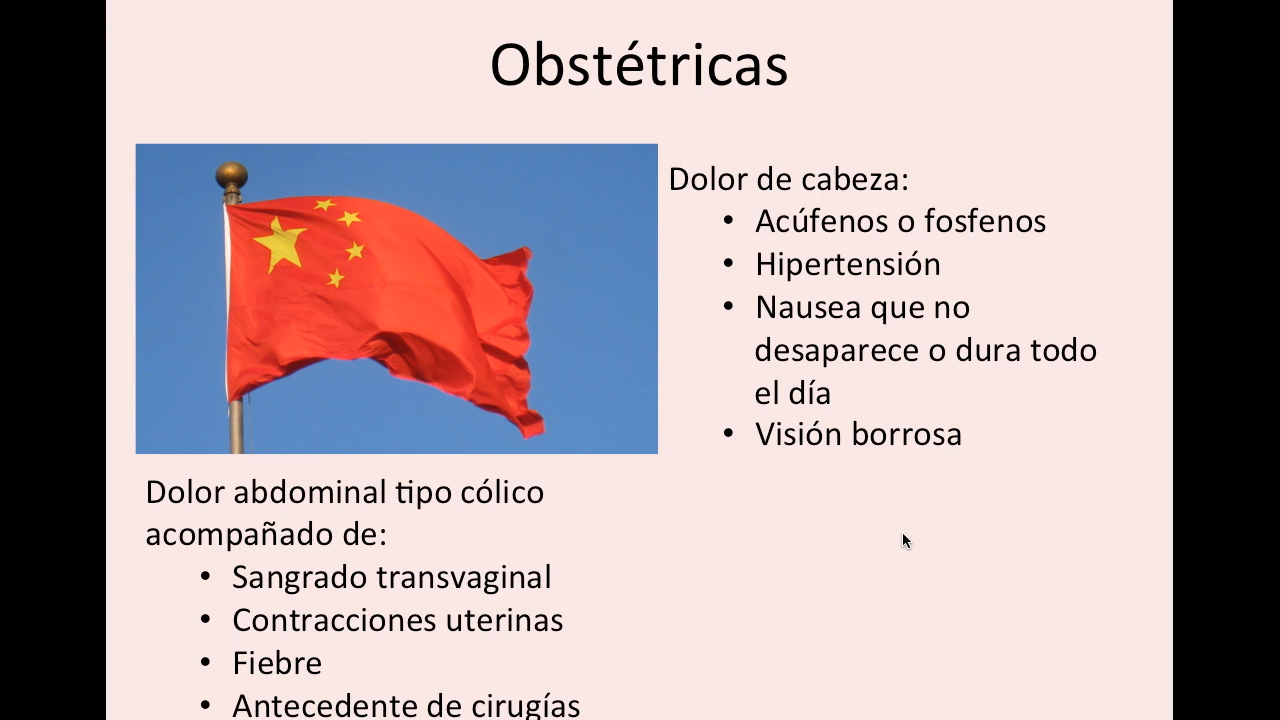 Obstétricas
Dolor de cabeza:
• Acúfenos o fosfenos
• Hipertensión
• Nausea que no
desaparece o dura todo
el día
• Visión borrosa
Dolor abdominal tipo cólico
acompañado de:
• Sangrado transvaginal
• Contracciones uterinas
• Fiebre
• Antecedente de cirugías